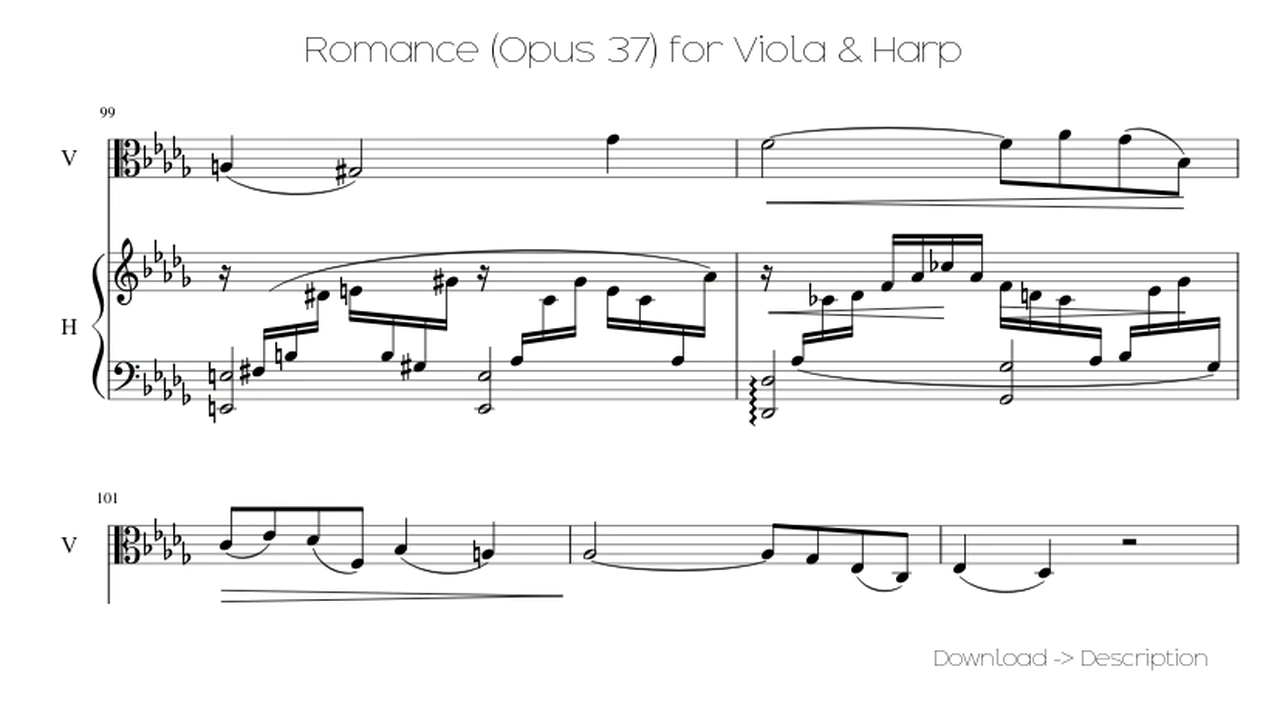 Romance (Opus 37) for Viola & Harp
99
V
H
101
V
Download -> Description